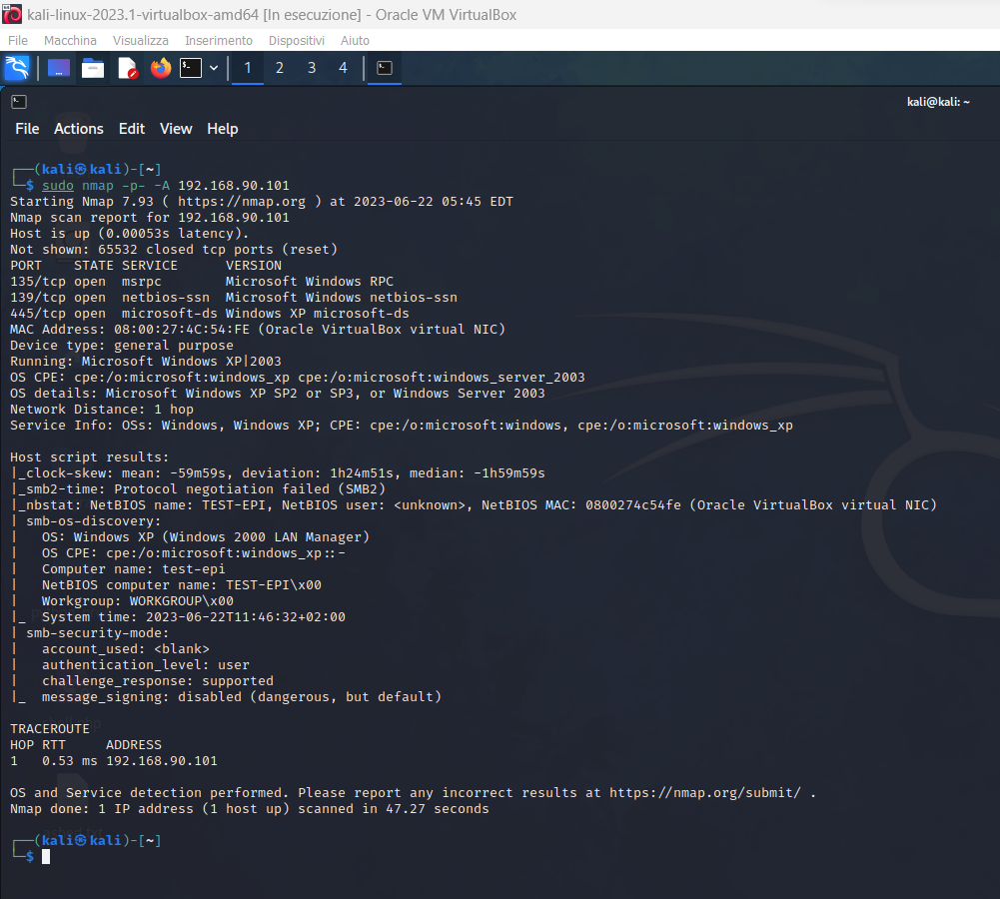 kali-linux-2023.1-virtualbox-amd64 [In esecuzione] - Oracle VM VirtualBox
File Macchina Visualizza Inserimento Dispositivi Aiuto
1 2 3 4
kali@kali: ~
File Actions Edit View Help
┌──(kali㉿kali)-[~]
└─$ sudo nmap -p- -A 192.168.90.101
Starting Nmap 7.93 ( https://nmap.org ) at 2023-06-22 05:45 EDT
Nmap scan report for 192.168.90.101
Host is up (0.00053s latency).
Not shown: 65532 closed tcp ports (reset)
PORT    STATE SERVICE      VERSION
135/tcp open  msrpc        Microsoft Windows RPC
139/tcp open  netbios-ssn  Microsoft Windows netbios-ssn
445/tcp open  microsoft-ds Windows XP microsoft-ds
MAC Address: 08:00:27:4C:54:FE (Oracle VirtualBox virtual NIC)
Device type: general purpose
Running: Microsoft Windows XP|2003
OS CPE: cpe:/o:microsoft:windows_xp cpe:/o:microsoft:windows_server_2003
OS details: Microsoft Windows XP SP2 or SP3, or Windows Server 2003
Network Distance: 1 hop
Service Info: OSs: Windows, Windows XP; CPE: cpe:/o:microsoft:windows, cpe:/o:microsoft:windows_xp

Host script results:
|_clock-skew: mean: -59m59s, deviation: 1h24m51s, median: -1h59m59s
|_smb2-time: Protocol negotiation failed (SMB2)
|_nbstat: NetBIOS name: TEST-EPI, NetBIOS user: <unknown>, NetBIOS MAC: 0800274c54fe (Oracle VirtualBox virtual NIC)
| smb-os-discovery:
|   OS: Windows XP (Windows 2000 LAN Manager)
|   OS CPE: cpe:/o:microsoft:windows_xp::-
|   Computer name: test-epi
|   NetBIOS computer name: TEST-EPI\x00
|   Workgroup: WORKGROUP\x00
|_  System time: 2023-06-22T11:46:32+02:00
| smb-security-mode:
|   account_used: <blank>
|   authentication_level: user
|   challenge_response: supported
|_  message_signing: disabled (dangerous, but default)

TRACEROUTE
HOP RTT     ADDRESS
1   0.53 ms 192.168.90.101

OS and Service detection performed. Please report any incorrect results at https://nmap.org/submit/ .
Nmap done: 1 IP address (1 host up) scanned in 47.27 seconds

┌──(kali㉿kali)-[~]
└─$